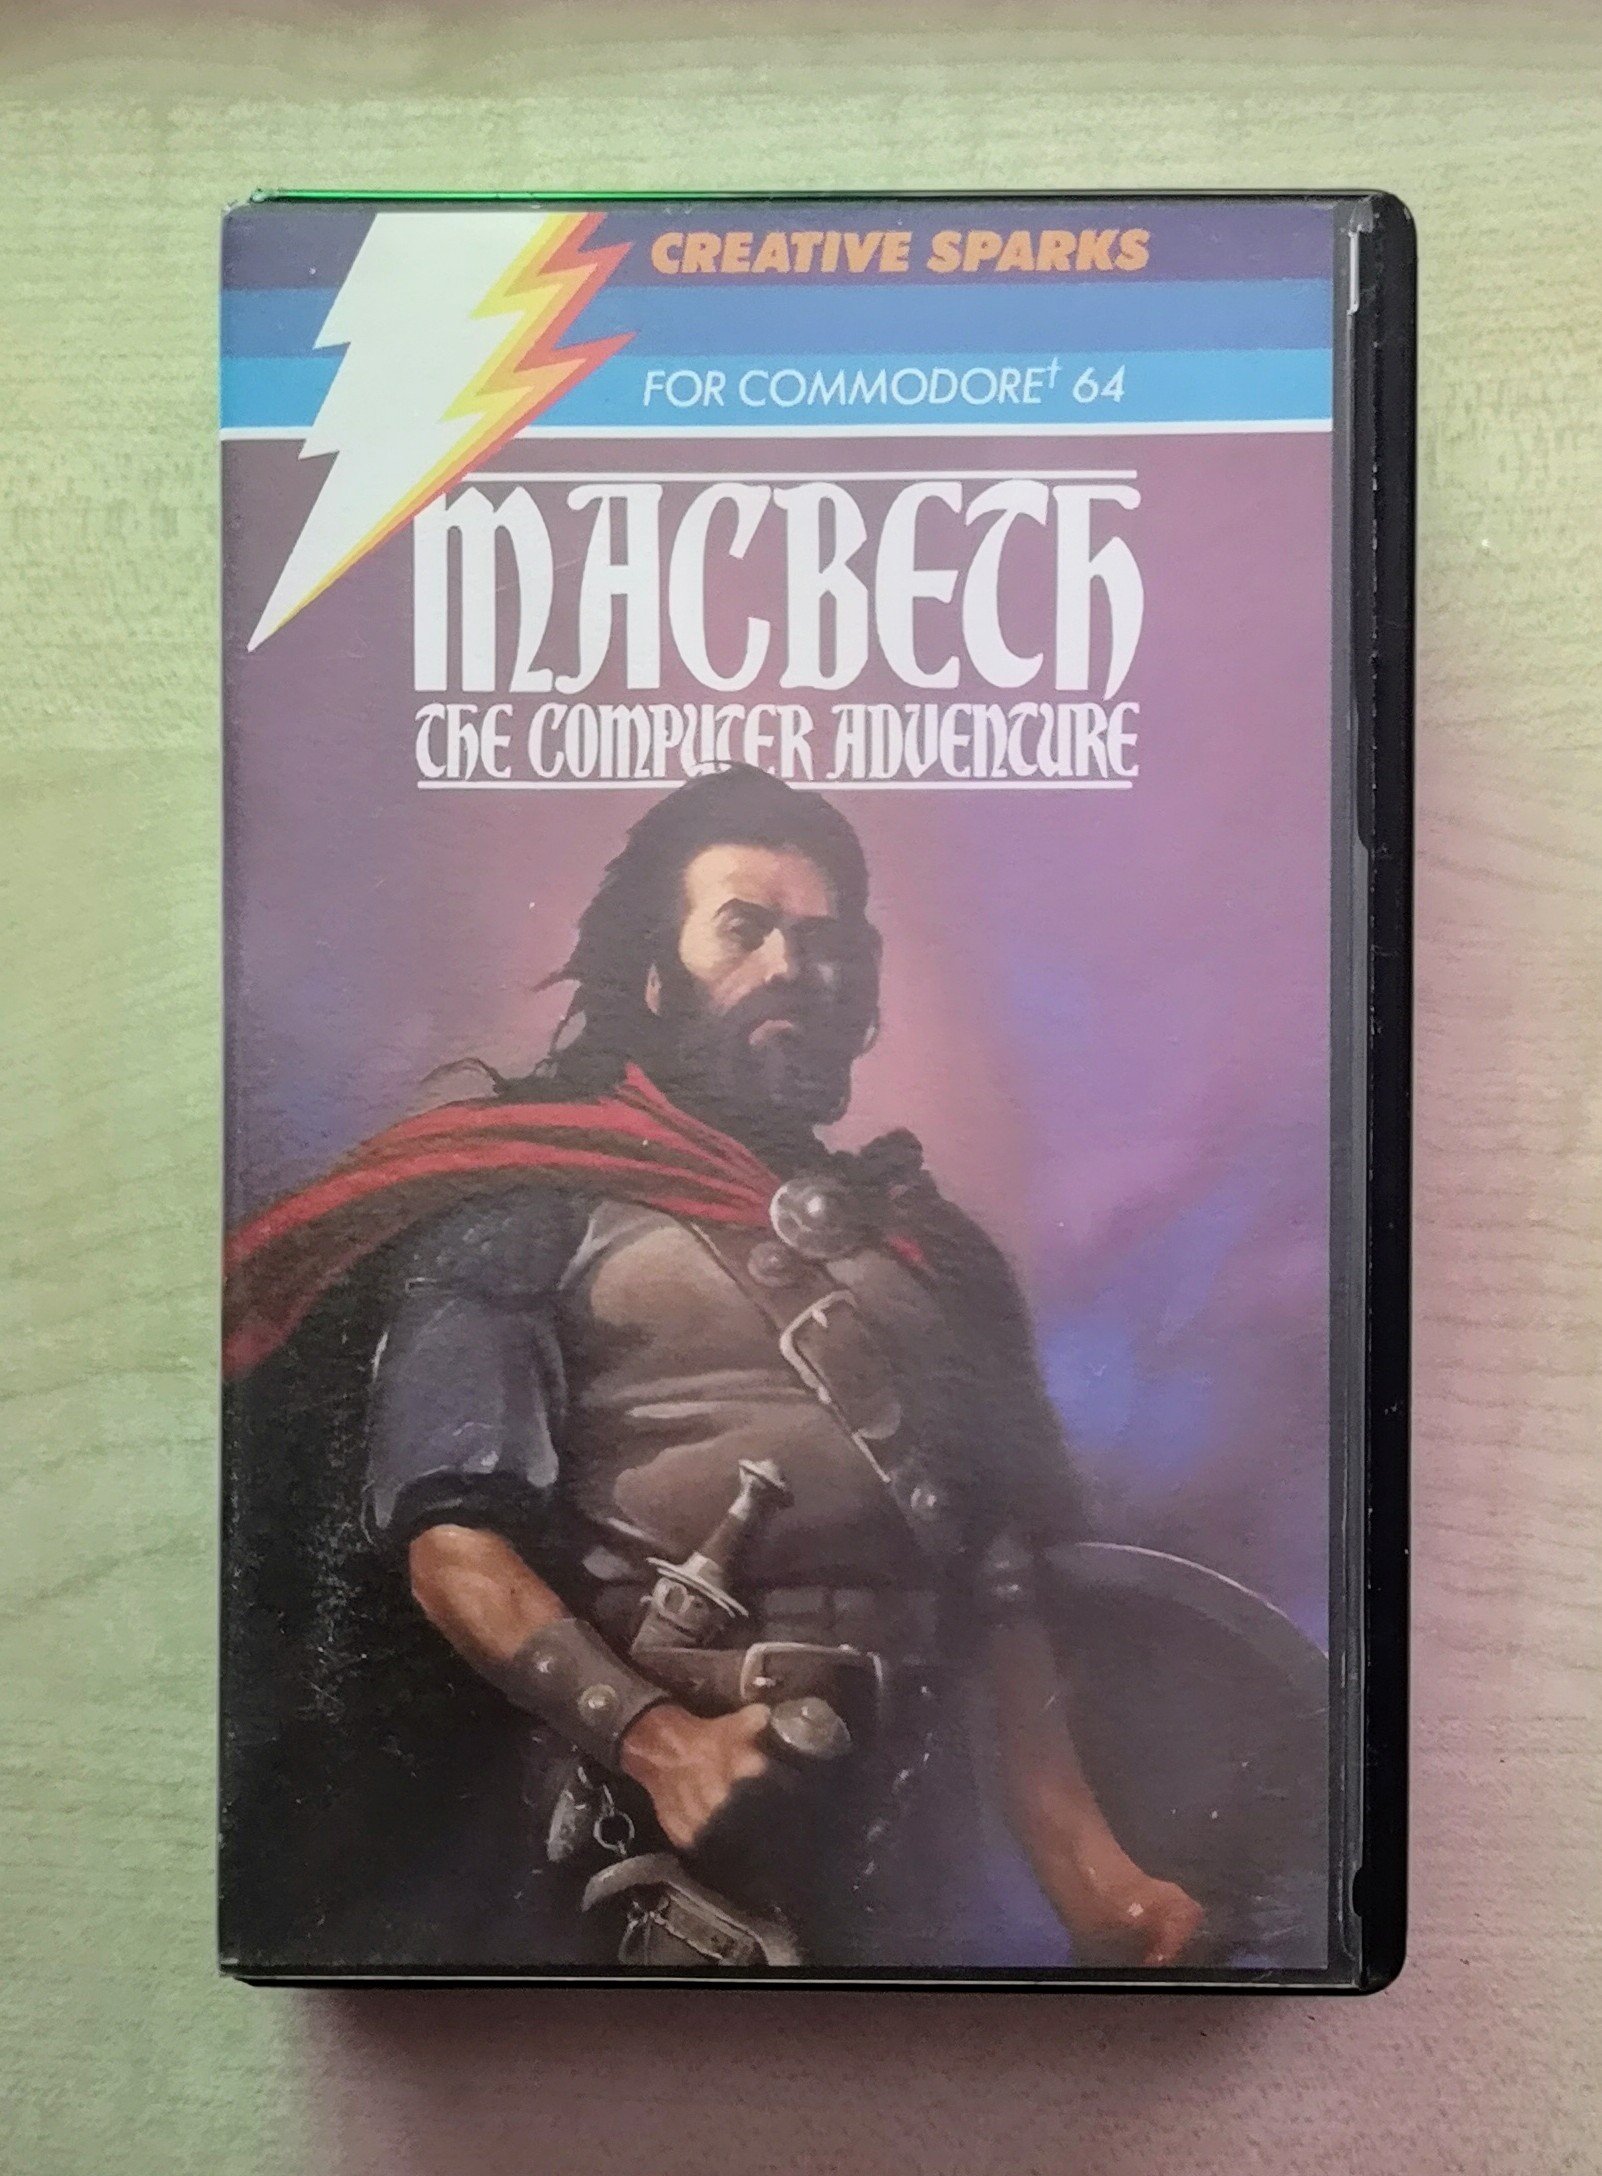 CREATIVE SPARKS
FOR COMMODORE† 64
MACBETH
THE COMPUTER ADVENTURE